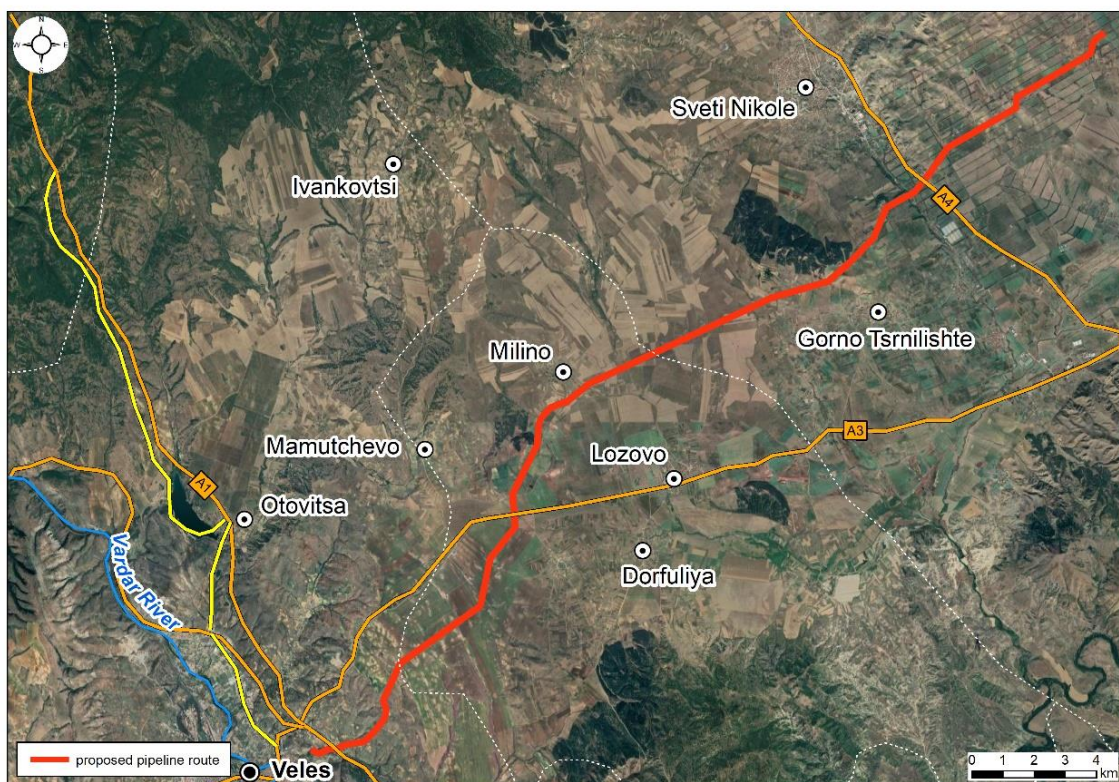 N
W E
S
Sveti Nikole
Ivankovtsi
A4
Milino
Gorno Tsrnilishte
A3
Mamutchevo
Lozovo
A1
Otovitsa
Dorfuliya
Vardar River
proposed pipeline route
Veles
0 1 2 3 4
km